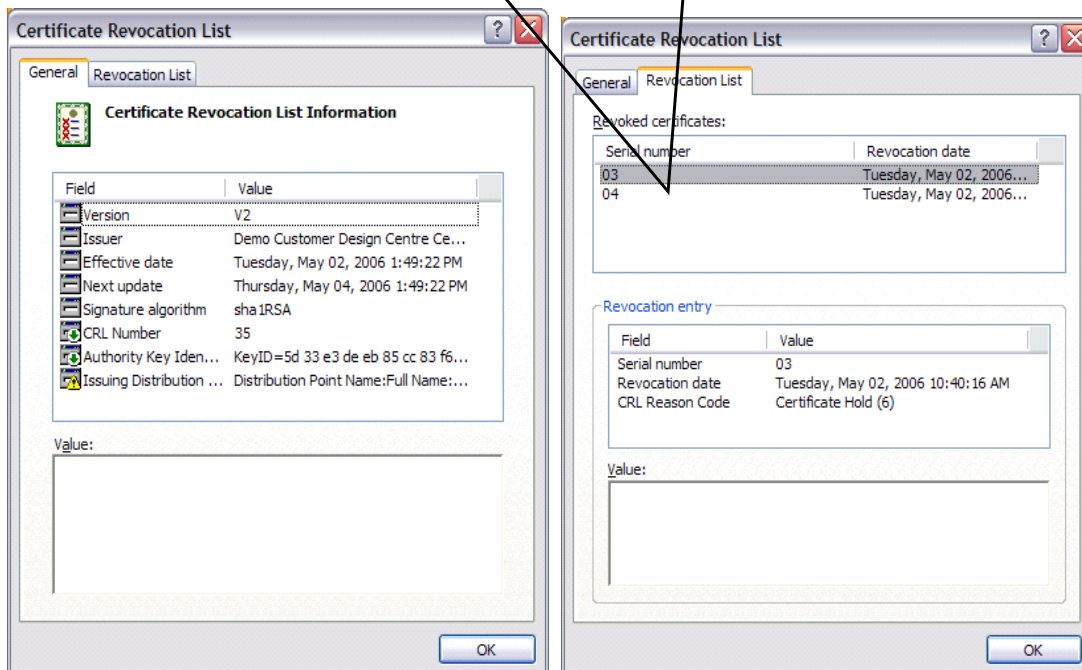 Certificate Revocation List
General Revocation List
Certificate Revocation List Information
Field Value
Version V2
Issuer Demo Customer Design Centre Ce...
Effective date Tuesday, May 02, 2006 1:49:22 PM
Next update Thursday, May 04, 2006 1:49:22 PM
Signature algorithm sha1RSA
CRL Number 35
Authority Key Iden... KeyID=5d 33 e3 de eb 85 cc 83 f6...
Issuing Distribution ... Distribution Point Name:Full Name:...
Value:
OK
Certificate Revocation List
General Revocation List
Revoked certificates:
Serial number Revocation date
03 Tuesday, May 02, 2006...
04 Tuesday, May 02, 2006...
Revocation entry
Field Value
Serial number 03
Revocation date Tuesday, May 02, 2006 10:40:16 AM
CRL Reason Code Certificate Hold (6)
Value:
OK